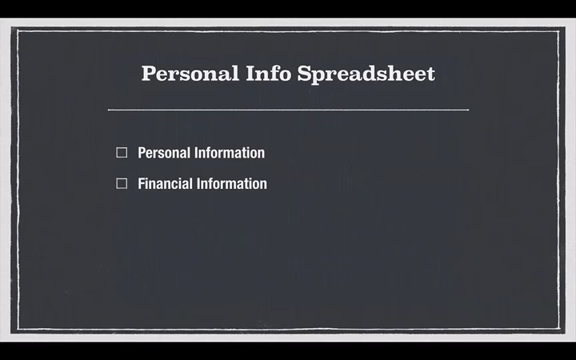 Personal Info Spreadsheet
Personal Information
Financial Information